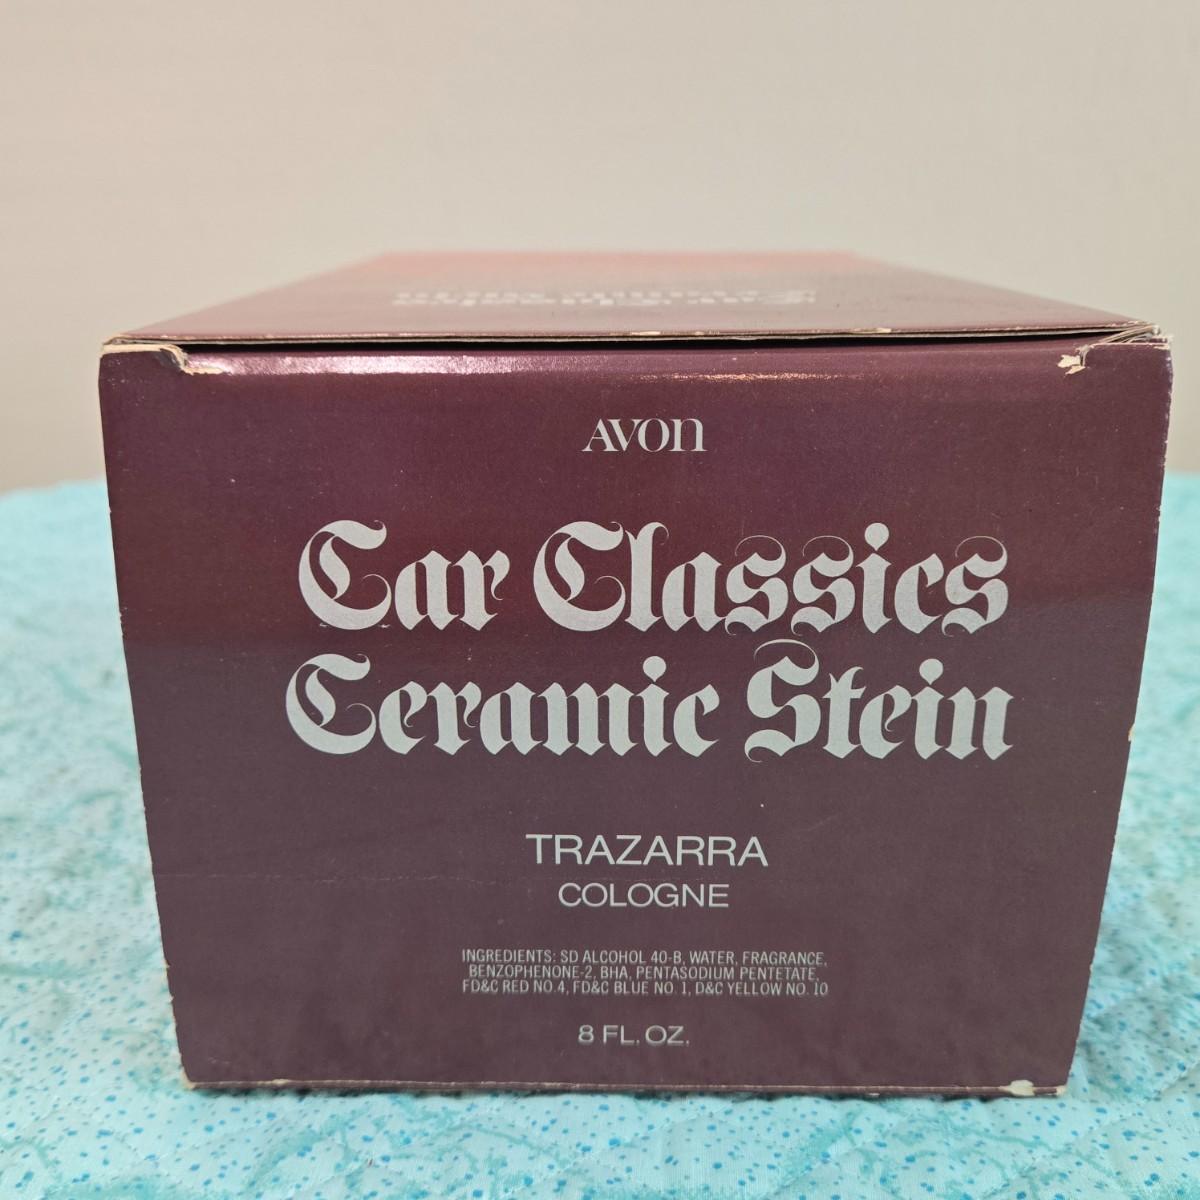 AVON
Car Classics
Ceramic Stein
TRAZARRA
COLOGNE
INGREDIENTS: SD ALCOHOL 40-B, WATER, FRAGRANCE,
BENZOPHENONE-2, BHA, PENTASODIUM PENTETATE,
FD&C RED NO. 4, FD&C BLUE NO. 1, D&C YELLOW NO. 10
8 FL. OZ.